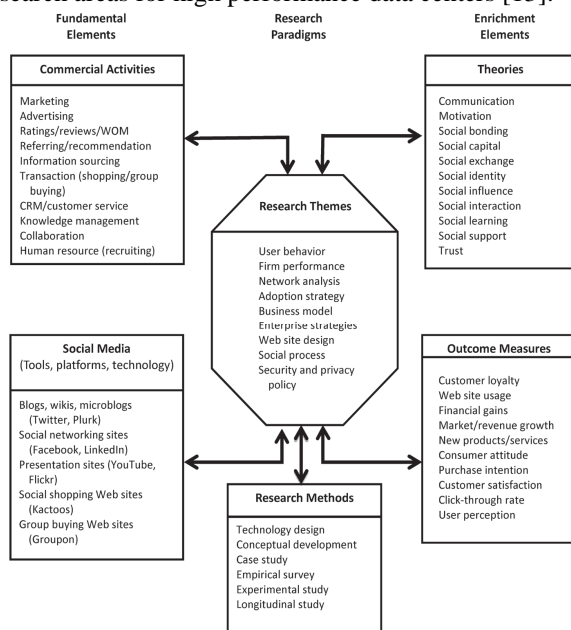 search areas for high performance data centers [13].
Fundamental
Elements
Research
Paradigms
Enrichment
Elements
Commercial Activities
Marketing
Advertising
Ratings/reviews/WOM
Referring/recommendation
Information sourcing
Transaction (shopping/group
buying)
CRM/customer service
Knowledge management
Collaboration
Human resource (recruiting)
Theories
Communication
Motivation
Social bonding
Social capital
Social exchange
Social identity
Social influence
Social interaction
Social learning
Social support
Trust
Research Themes
User behavior
Firm performance
Network analysis
Adoption strategy
Business model
Enterprise strategies
Web site design
Social process
Security and privacy
policy
Social Media
(Tools, platforms, technology)
Blogs, wikis, microblogs
(Twitter, Plurk)
Social networking sites
(Facebook, LinkedIn)
Presentation sites (YouTube,
Flickr)
Social shopping Web sites
(Kactoos)
Group buying Web sites
(Groupon)
Outcome Measures
Customer loyalty
Web site usage
Financial gains
Market/revenue growth
New products/services
Consumer attitude
Purchase intention
Customer satisfaction
Click-through rate
User perception
Research Methods
Technology design
Conceptual development
Case study
Empirical survey
Experimental study
Longitudinal study